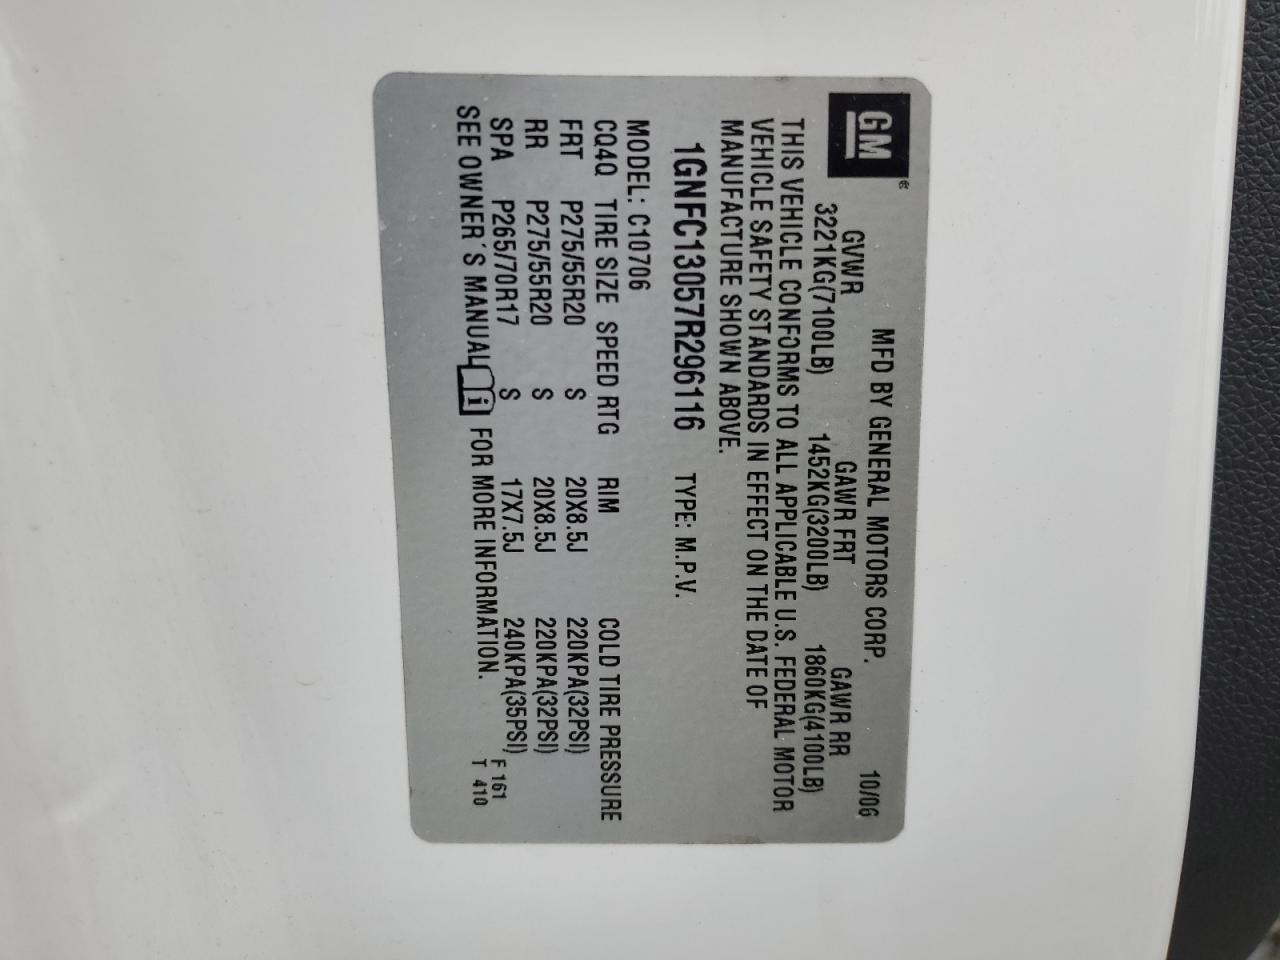 GM®
MFD BY GENERAL MOTORS CORP. 10/06
GVWR GAWR FRT GAWR RR
3221KG(7100LB) 1452KG(3200LB) 1860KG(4100LB)
THIS VEHICLE CONFORMS TO ALL APPLICABLE U.S. FEDERAL MOTOR
VEHICLE SAFETY STANDARDS IN EFFECT ON THE DATE OF
MANUFACTURE SHOWN ABOVE.
1GNFC13057R296116 TYPE: M.P.V.
MODEL: C10706
CQ4Q TIRE SIZE SPEED RTG RIM COLD TIRE PRESSURE
FRT P275/55R20 S 20X8.5J 220KPA(32PSI)
RR P275/55R20 S 20X8.5J 220KPA(32PSI)
SPA P265/70R17 S 17X7.5J 240KPA(35PSI)
SEE OWNER'S MANUAL i FOR MORE INFORMATION.
F 161
T 410